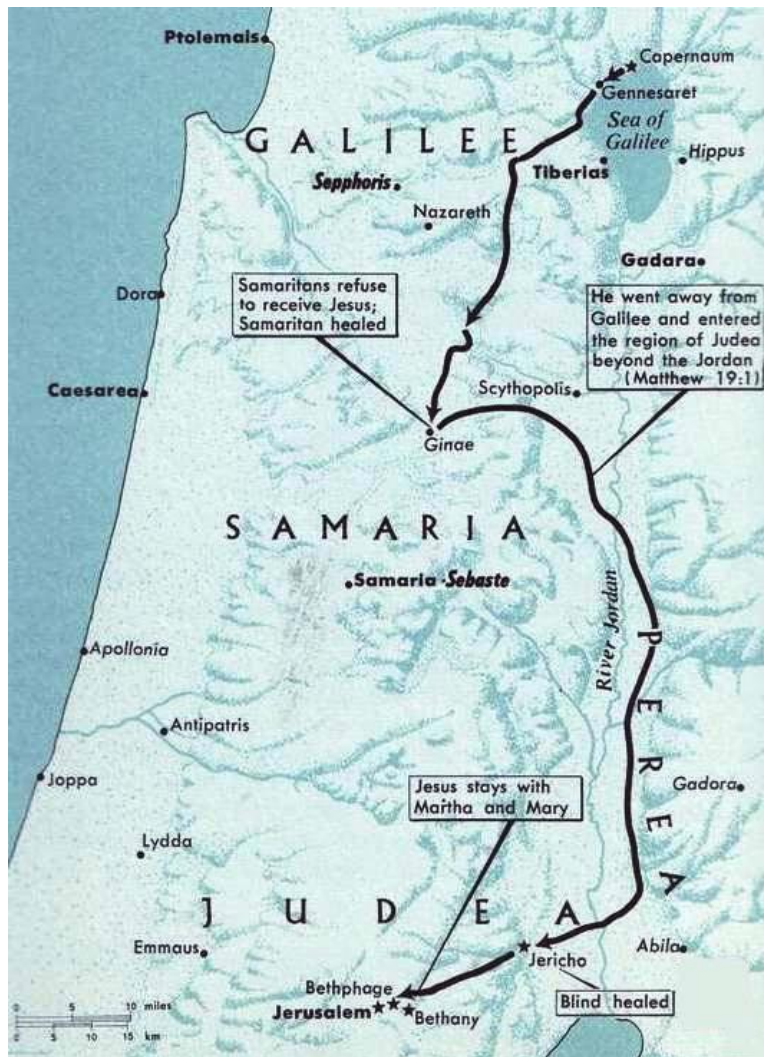 Ptolemais
Capernaum
Gennesaret
Sea of
Galilee
GALILEE
Tiberias
Hippus
Sepphoris
Nazareth
Gadara
Samaritans refuse
to receive Jesus;
Samaritan healed
Dora
He went away from
Galilee and entered
the region of Judea
beyond the Jordan
(Matthew 19:1)
Caesarea
Scythopolis
Ginae
SAMARIA
Samaria - Sebaste
River Jordan
PEREA
Apollonia
Antipatris
Joppa
Jesus stays with
Martha and Mary
Gadora
Lydda
JUDEA
Emmaus
Jericho
Abila
Bethphage
Blind healed
Jerusalem
Bethany
5 10 miles
5 10 15 km